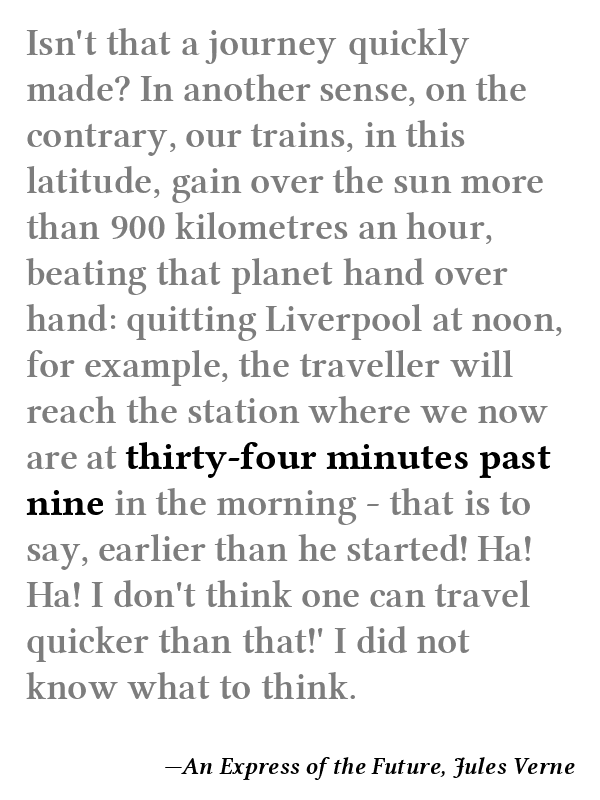 Isn't that a journey quickly
made? In another sense, on the
contrary, our trains, in this
latitude, gain over the sun more
than 900 kilometres an hour,
beating that planet hand over
hand: quitting Liverpool at noon,
for example, the traveller will
reach the station where we now
are at thirty-four minutes past
nine in the morning - that is to
say, earlier than he started! Ha!
Ha! I don't think one can travel
quicker than that!' I did not
know what to think.
—An Express of the Future, Jules Verne